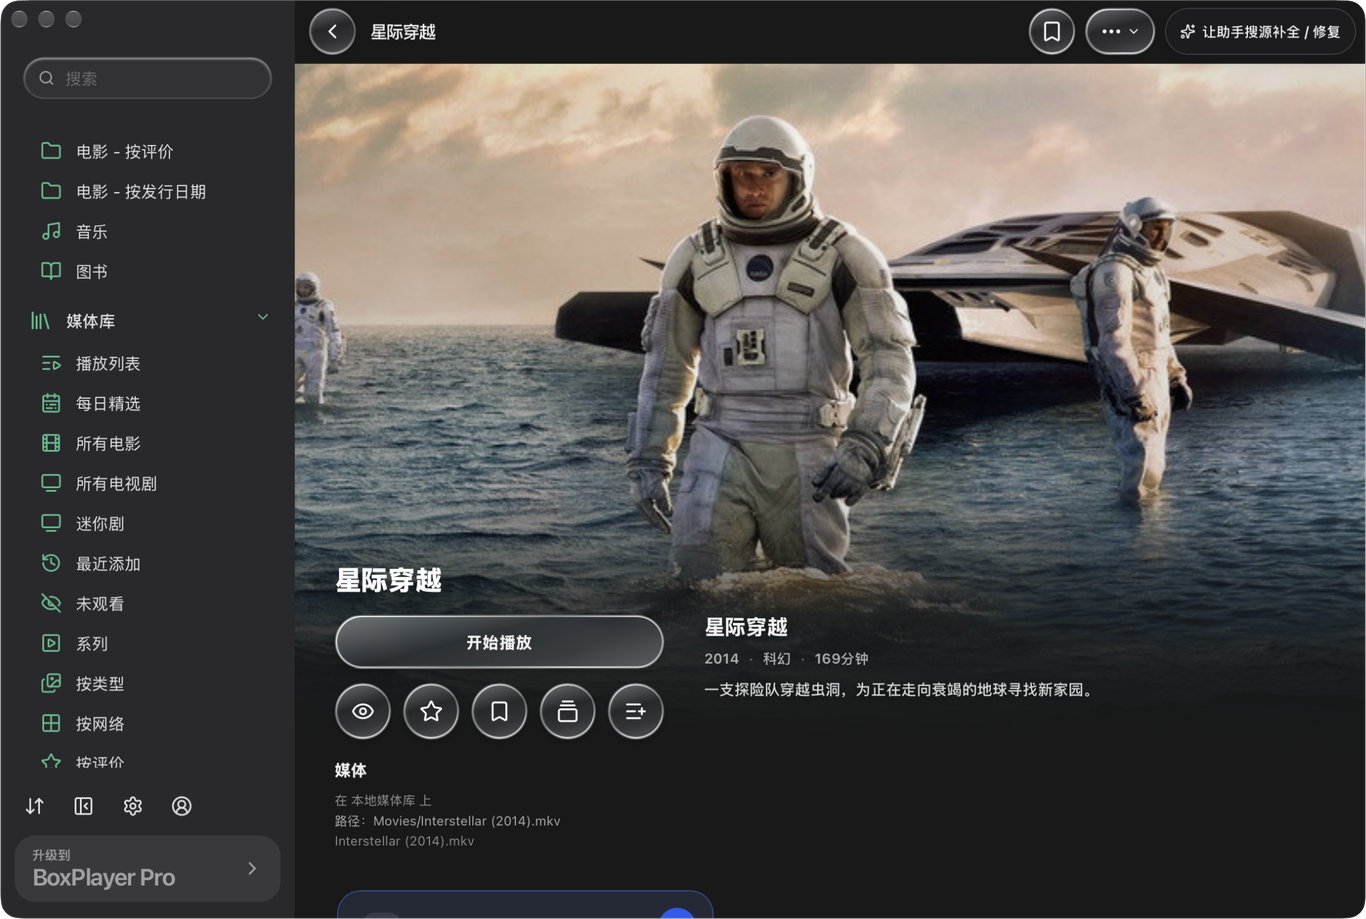 搜索
电影 - 按评价
电影 - 按发行日期
音乐
图书
媒体库
播放列表
每日精选
所有电影
所有电视剧
迷你剧
最近添加
未观看
系列
按类型
按网络
按评价
升级到
BoxPlayer Pro
星际穿越
让助手搜源补全 / 修复
NASA
星际穿越
开始播放
星际穿越
2014 · 科幻 · 169分钟
一支探险队穿越虫洞，为正在走向衰竭的地球寻找新家园。
媒体
在 本地媒体库 上
路径：Movies/Interstellar (2014).mkv
Interstellar (2014).mkv